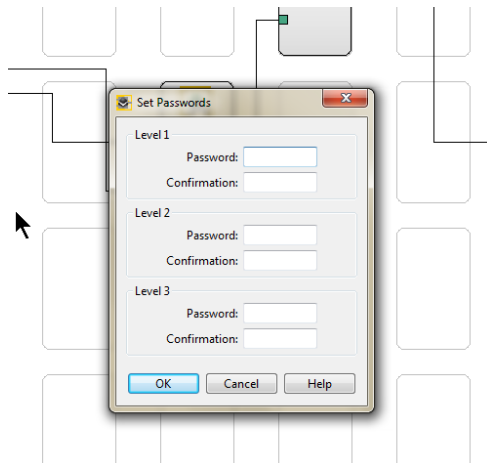 Set Passwords
Level 1
Password:
Confirmation:
Level 2
Password:
Confirmation:
Level 3
Password:
Confirmation:
OK Cancel Help